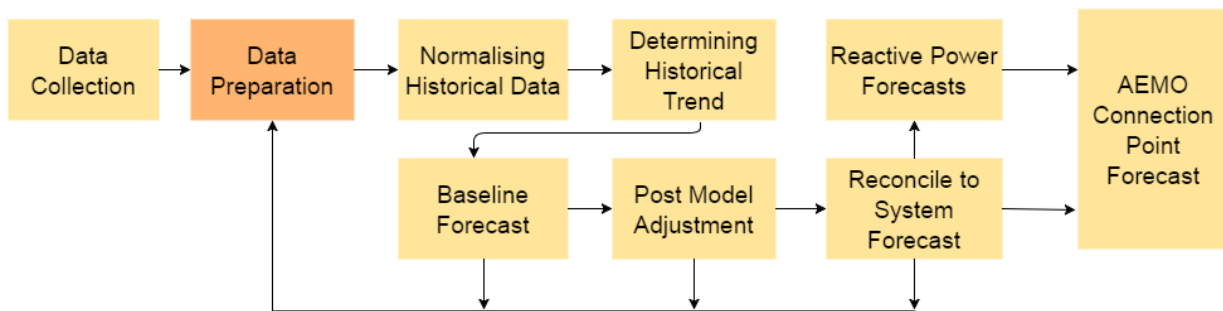 Data
Collection
Data
Preparation
Normalising
Historical Data
Determining
Historical
Trend
Reactive Power
Forecasts
AEMO
Connection
Point
Forecast
Baseline
Forecast
Post Model
Adjustment
Reconcile to
System
Forecast